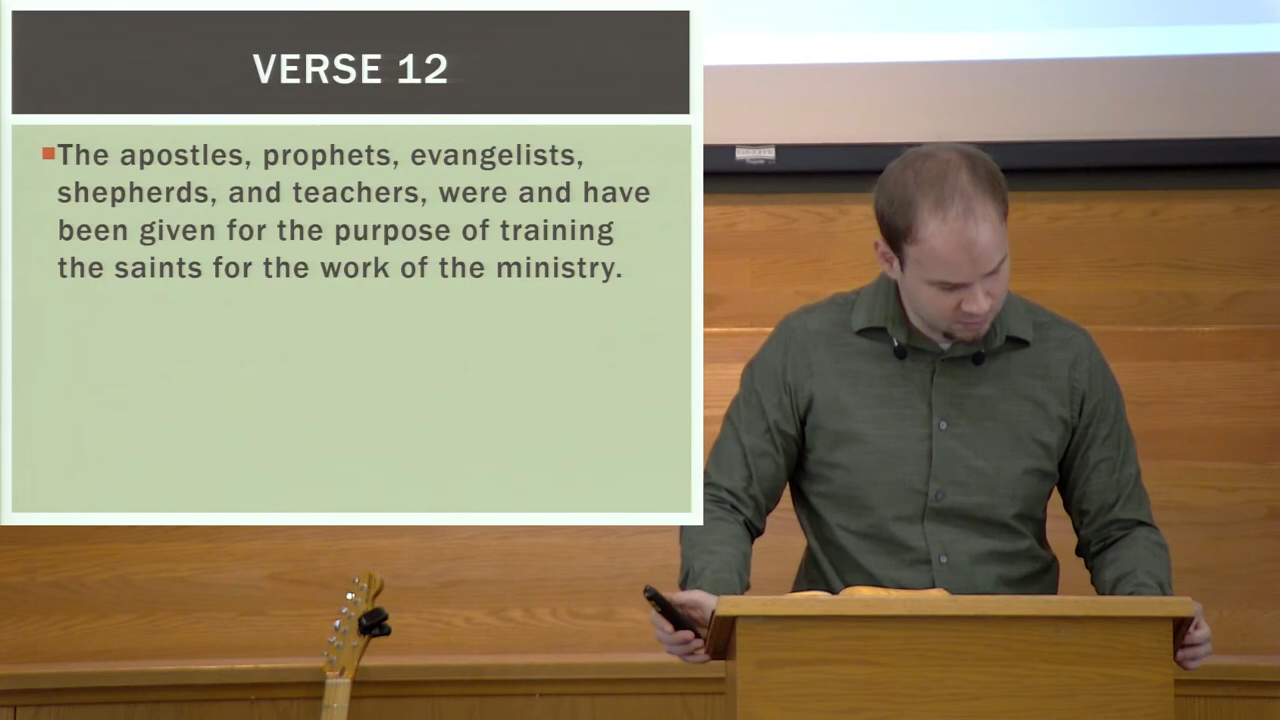 VERSE 12
The apostles, prophets, evangelists,
shepherds, and teachers, were and have
been given for the purpose of training
the saints for the work of the ministry.